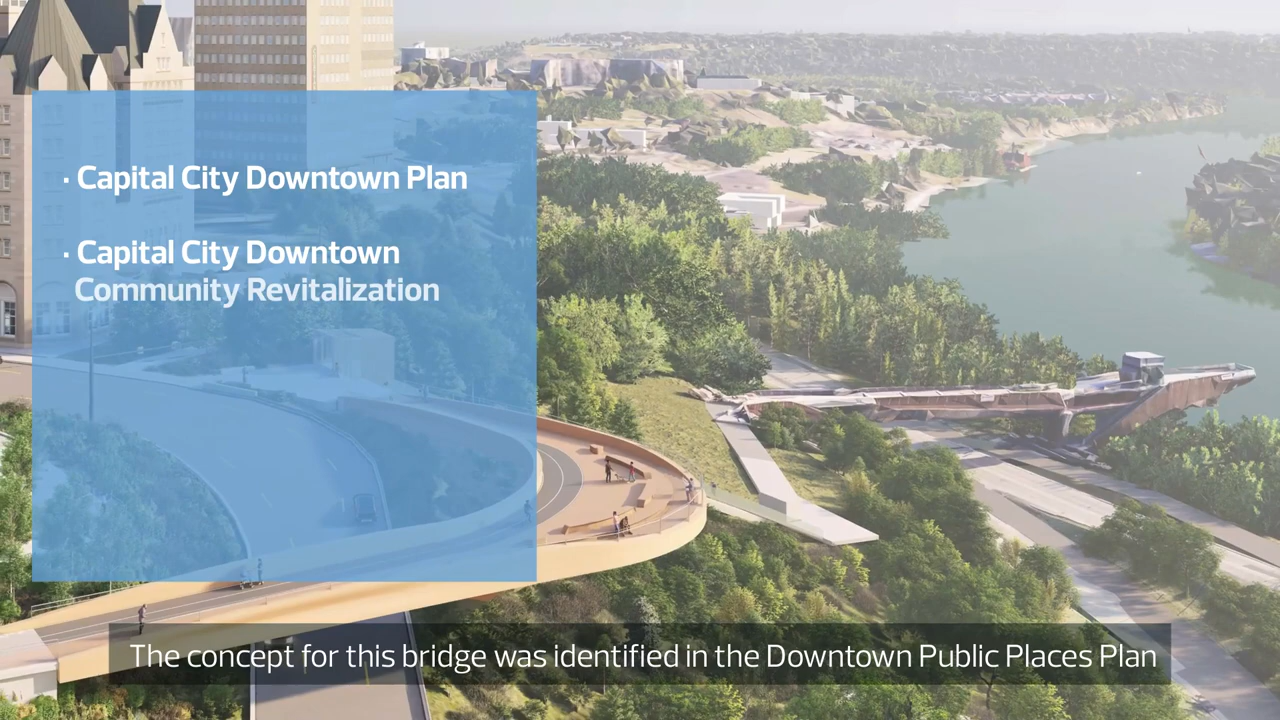 · Capital City Downtown Plan
· Capital City Downtown
Community Revitalization
The concept for this bridge was identified in the Downtown Public Places Plan